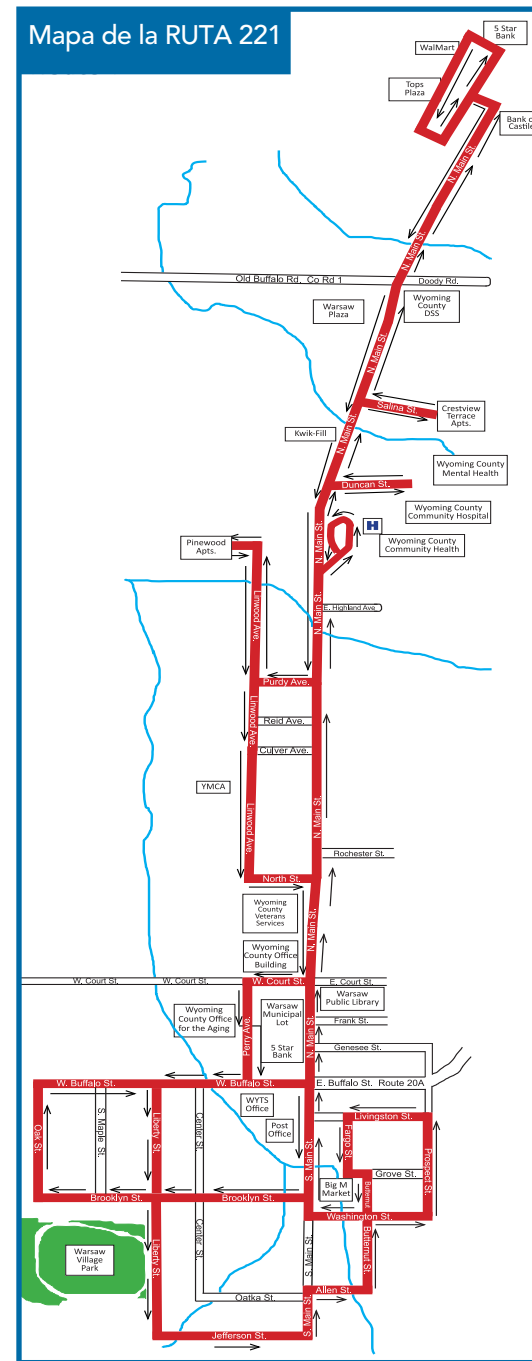 Mapa de la RUTA 221
5 Star
Bank
WalMart
Tops
Plaza
Bank of
Castile
N. Main St.
N. Main St.
Old Buffalo Rd, Co Rd 1
Doody Rd.
Warsaw
Plaza
Wyoming
County
DSS
N. Main St.
Salina St.
Crestview
Terrace
Apts.
Kwik-Fill
N. Main St.
Wyoming County
Mental Health
Duncan St.
Wyoming County
Community Hospital
H
N. Main St.
Wyoming County
Community Health
Pinewood
Apts.
Linwood Ave.
N. Main St.
E. Highland Ave.
Purdy Ave.
Linwood Ave.
Reid Ave.
Culver Ave.
YMCA
Linwood Ave.
N. Main St.
Rochester St.
North St.
Wyoming
County
Veterans
Services
N. Main St.
Wyoming
County Office
Building
W. Court St.
W. Court St.
W. Court St.
E. Court St.
Wyoming
County Office
for the Aging
Perry Ave.
Warsaw
Municipal
Lot
5 Star
Bank
Warsaw
Public Library
N. Main St.
Frank St.
Genesee St.
W. Buffalo St.
W. Buffalo St.
E. Buffalo St. Route 20A
Oak St.
S. Maple St.
Liberty St.
Center St.
WYTS
Office
Post
Office
S. Main St.
Livingston St.
Fargo St.
Grove St.
Prospect St.
Big M
Market
Butternut
Brooklyn St.
Brooklyn St.
Washington St.
Warsaw
Village
Park
Liberty St.
Center St.
S. Main St.
Butternut St.
Oatka St.
Allen St.
S. Main St.
Jefferson St.